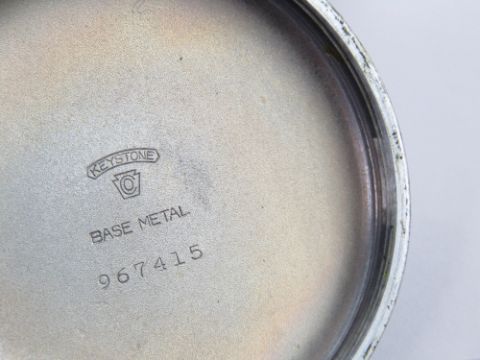 KEYSTONE
O
BASE METAL
967415